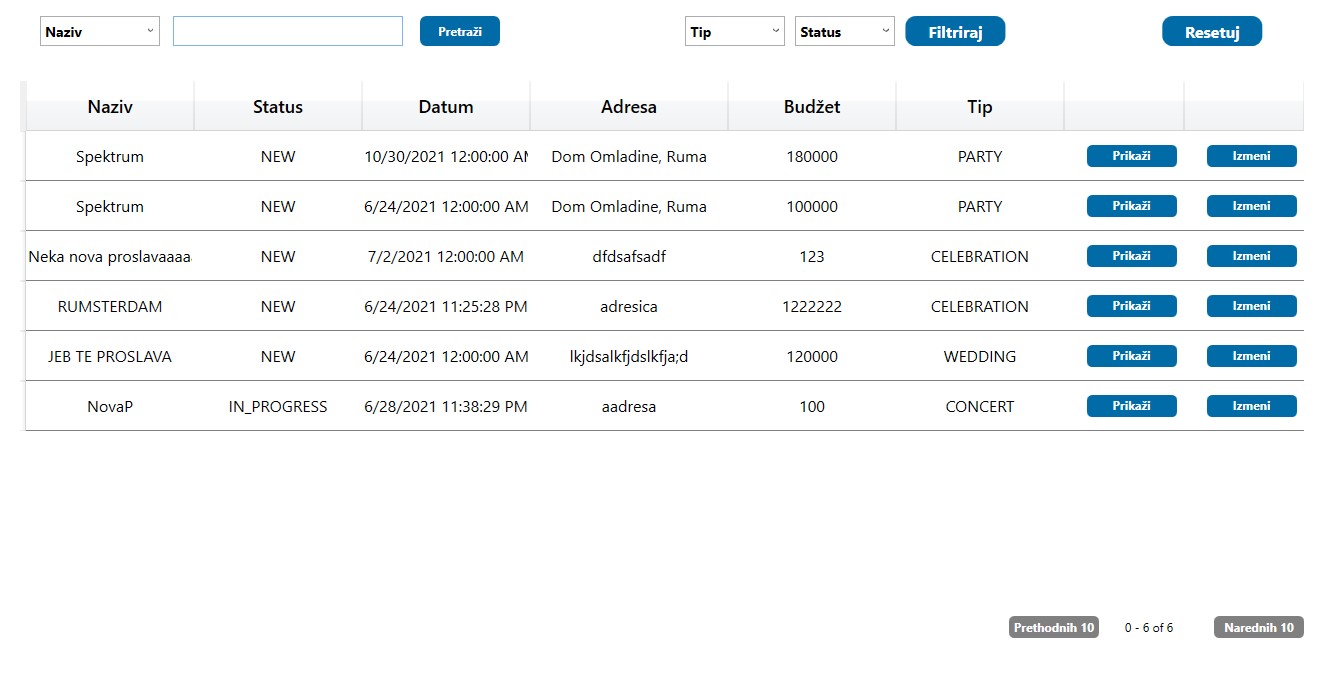 Naziv Pretraži Tip Status Filtriraj Resetuj
Naziv Status Datum Adresa Budžet Tip
Spektrum NEW 10/30/2021 12:00:00 AM Dom Omladine, Ruma 180000 PARTY Prikaži Izmeni
Spektrum NEW 6/24/2021 12:00:00 AM Dom Omladine, Ruma 100000 PARTY Prikaži Izmeni
Neka nova proslavaaaa NEW 7/2/2021 12:00:00 AM dfdsafsadf 123 CELEBRATION Prikaži Izmeni
RUMSTERDAM NEW 6/24/2021 11:25:28 PM adresica 1222222 CELEBRATION Prikaži Izmeni
JEB TE PROSLAVA NEW 6/24/2021 12:00:00 AM lkjdsalkfjdslkfja;d 120000 WEDDING Prikaži Izmeni
NovaP IN_PROGRESS 6/28/2021 11:38:29 PM aadresa 100 CONCERT Prikaži Izmeni
Prethodnih 10 0 - 6 of 6 Narednih 10